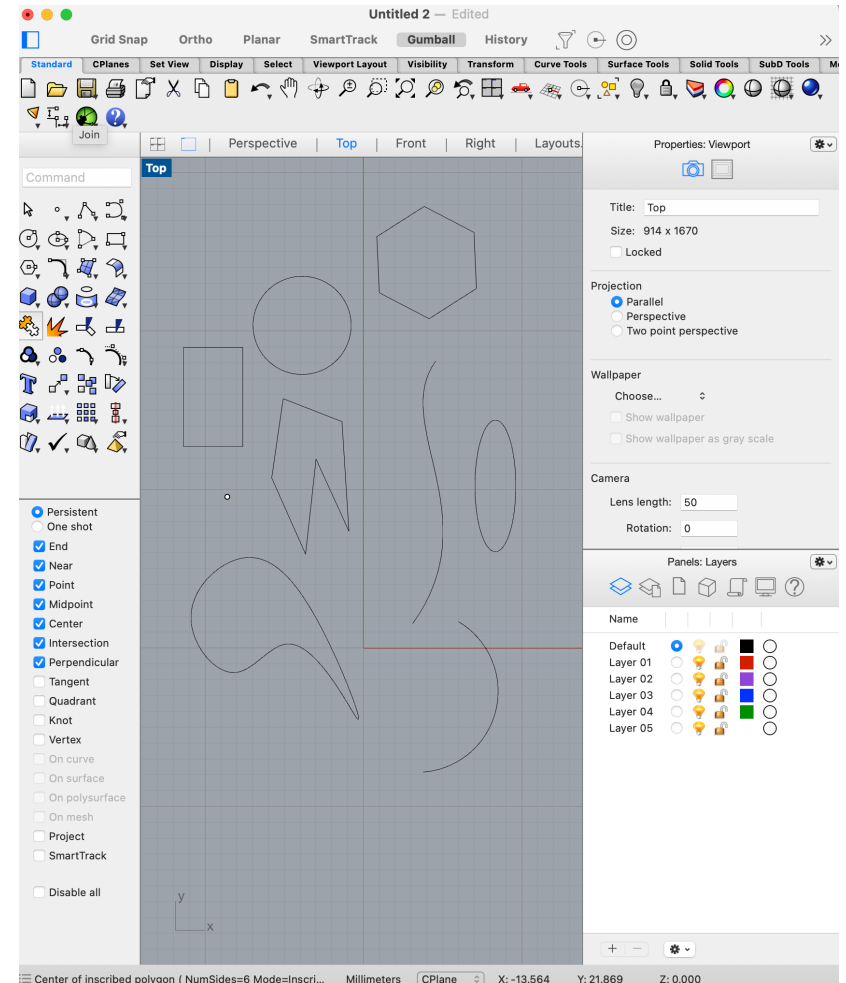 Untitled 2 — Edited
Grid Snap Ortho Planar SmartTrack Gumball History
Standard CPlanes Set View Display Select Viewport Layout Visibility Transform Curve Tools Surface Tools Solid Tools SubD Tools
Join
Perspective | Top | Front | Right | Layouts
Properties: Viewport
Command
Top
Title: Top
Size: 914 x 1670
Locked
Projection
Parallel
Perspective
Two point perspective
Wallpaper
Choose...
Show wallpaper
Show wallpaper as gray scale
Camera
Lens length: 50
Rotation: 0
Persistent
One shot
End
Near
Point
Midpoint
Center
Intersection
Perpendicular
Tangent
Quadrant
Knot
Vertex
On curve
On surface
On polysurface
On mesh
Project
SmartTrack
Disable all
y
x
Panels: Layers
Name
Default
Layer 01
Layer 02
Layer 03
Layer 04
Layer 05
Center of inscribed polygon ( NumSides=6 Mode=Inscri... Millimeters CPlane X: -13.564 Y: 21.869 Z: 0.000